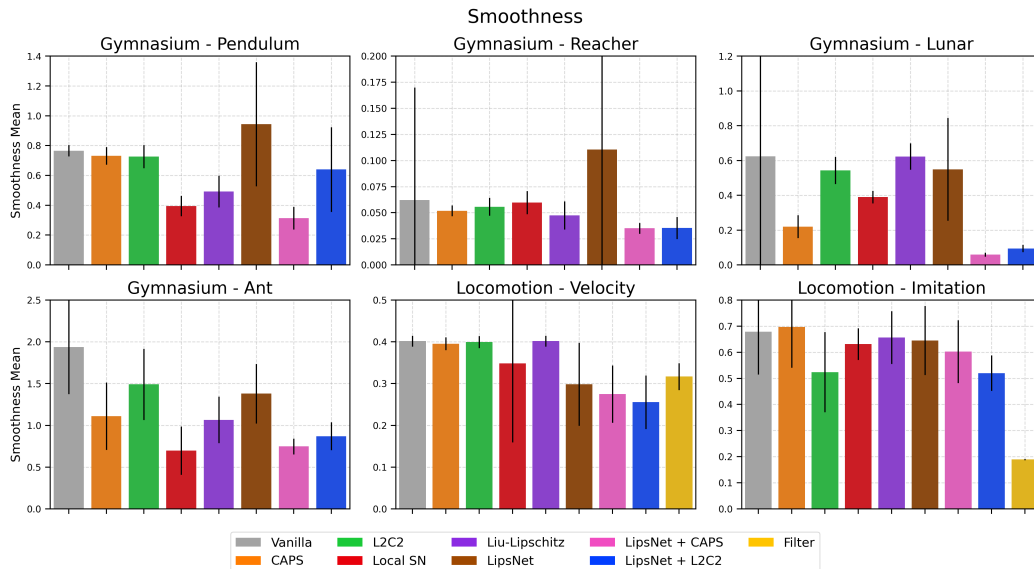 Smoothness
Gymnasium - Pendulum
Gymnasium - Reacher
Gymnasium - Lunar
Smoothness Mean
1.4
1.2
1.0
0.8
0.6
0.4
0.2
0.0
0.200
0.175
0.150
0.125
0.100
0.075
0.050
0.025
0.000
1.2
1.0
0.8
0.6
0.4
0.2
0.0
Gymnasium - Ant
Locomotion - Velocity
Locomotion - Imitation
Smoothness Mean
2.5
2.0
1.5
1.0
0.5
0.0
0.5
0.4
0.3
0.2
0.1
0.0
0.8
0.7
0.6
0.5
0.4
0.3
0.2
0.1
0.0
Vanilla
CAPS
L2C2
Local SN
Liu-Lipschitz
LipsNet
LipsNet + CAPS
LipsNet + L2C2
Filter